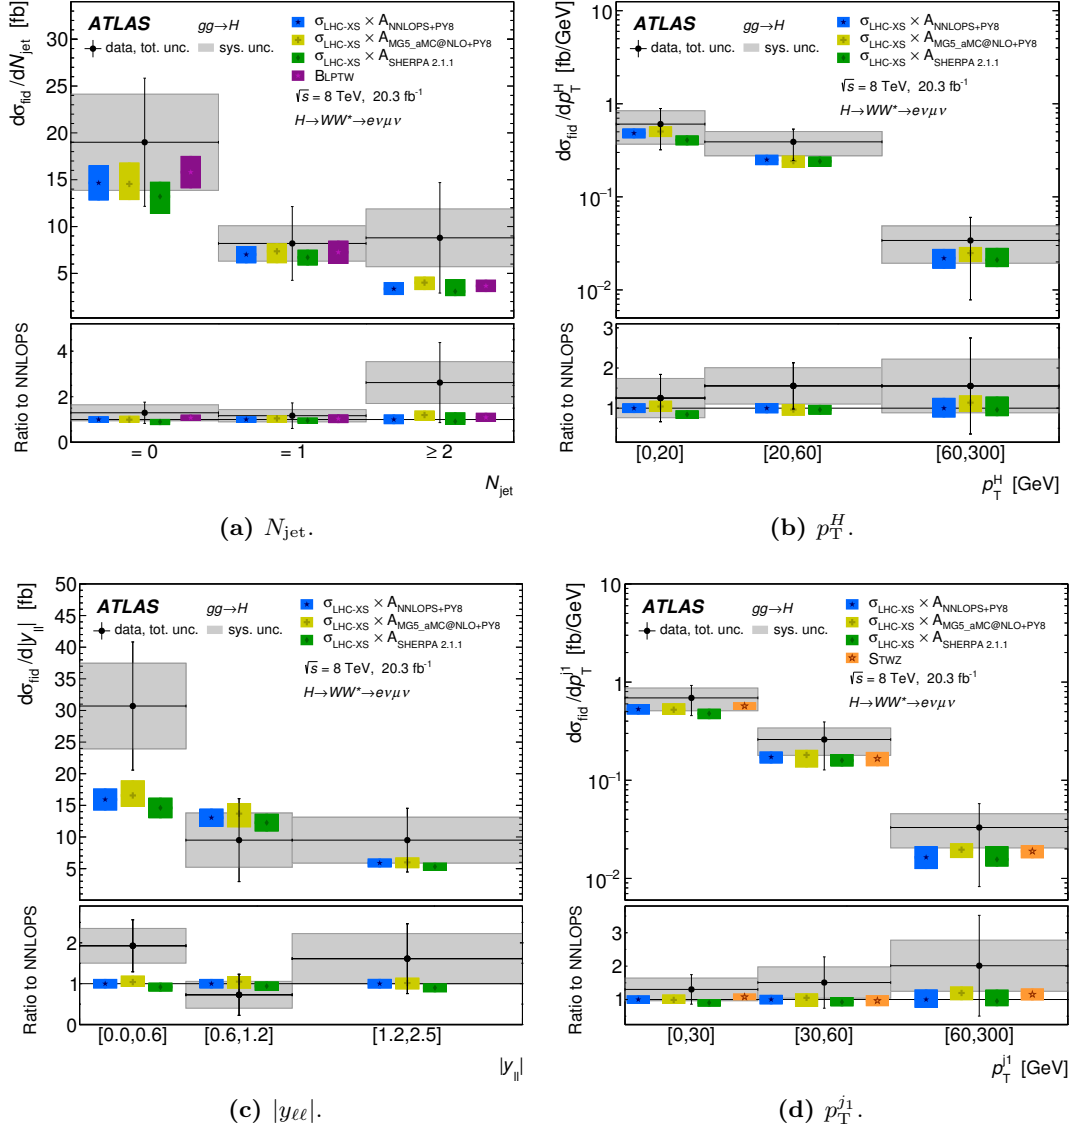 dσfid/dNjet [fb]
ATLAS gg→H
data, tot. unc. sys. unc.
σLHC-XS × ANNLOPS+PY8
σLHC-XS × AMG5_aMC@NLO+PY8
σLHC-XS × ASHERPA 2.1.1
BLPTW
√s = 8 TeV, 20.3 fb-1
H→WW*→eνμν
30
25
20
15
10
5
Ratio to NNLOPS
4
2
0
= 0 = 1 ≥ 2
Njet
(a) Njet.
dσfid/dpTH [fb/GeV]
ATLAS gg→H
data, tot. unc. sys. unc.
σLHC-XS × ANNLOPS+PY8
σLHC-XS × AMG5_aMC@NLO+PY8
σLHC-XS × ASHERPA 2.1.1
√s = 8 TeV, 20.3 fb-1
H→WW*→eνμν
10
1
10−1
10−2
Ratio to NNLOPS
3
2
1
[0,20] [20,60] [60,300]
pTH [GeV]
(b) pTH.
dσfid/d|yll| [fb]
ATLAS gg→H
data, tot. unc. sys. unc.
σLHC-XS × ANNLOPS+PY8
σLHC-XS × AMG5_aMC@NLO+PY8
σLHC-XS × ASHERPA 2.1.1
√s = 8 TeV, 20.3 fb-1
H→WW*→eνμν
50
45
40
35
30
25
20
15
10
5
Ratio to NNLOPS
2
1
0
[0.0,0.6] [0.6,1.2] [1.2,2.5]
|yll|
(c) |yℓℓ|.
dσfid/dpTj1 [fb/GeV]
ATLAS gg→H
data, tot. unc. sys. unc.
σLHC-XS × ANNLOPS+PY8
σLHC-XS × AMG5_aMC@NLO+PY8
σLHC-XS × ASHERPA 2.1.1
STWZ
√s = 8 TeV, 20.3 fb-1
H→WW*→eνμν
10
1
10−1
10−2
Ratio to NNLOPS
3
2
1
[0,30] [30,60] [60,300]
pTj1 [GeV]
(d) pTj1.